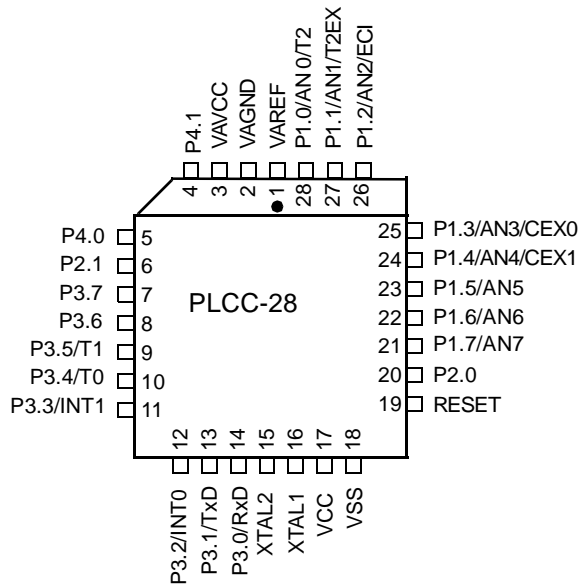 P4.1
VAVCC
VAGND
VAREF
P1.0/AN0/T2
P1.1/AN1/T2EX
P1.2/AN2/ECI
4
3
2
1
28
27
26
P4.0
5
P2.1
6
P3.7
7
P3.6
8
P3.5/T1
9
P3.4/T0
10
P3.3/INT1
11
PLCC-28
25
P1.3/AN3/CEX0
24
P1.4/AN4/CEX1
23
P1.5/AN5
22
P1.6/AN6
21
P1.7/AN7
20
P2.0
19
RESET
12
13
14
15
16
17
18
P3.2/INT0
P3.1/TxD
P3.0/RxD
XTAL2
XTAL1
VCC
VSS